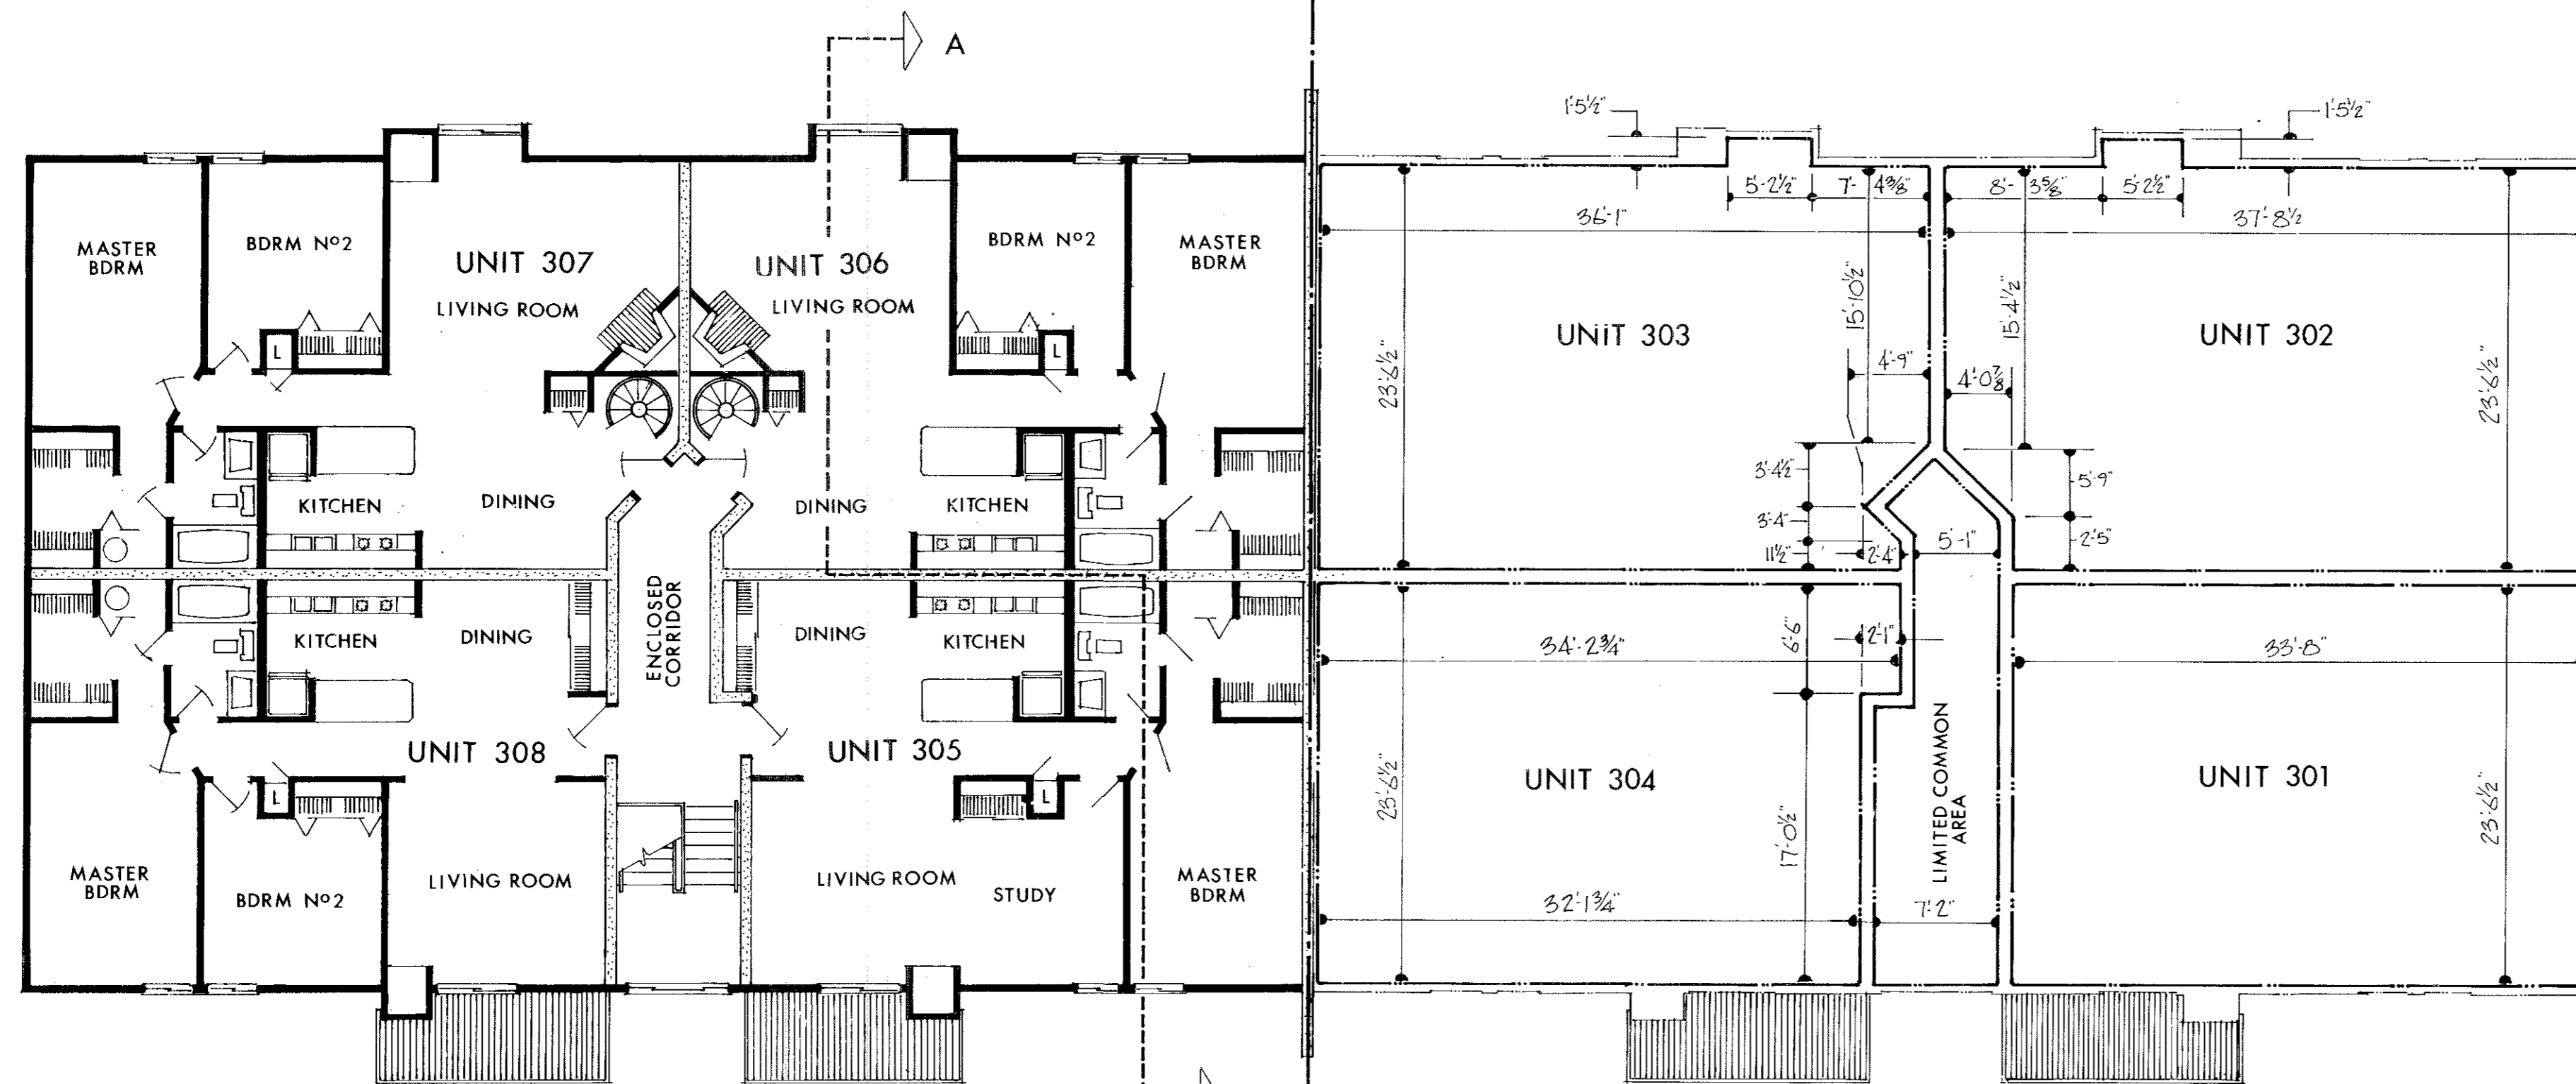 A
1'-5½"
1'-5½"
5'-2½"
7'- 4⅜"
8'- 3⅝"
5'-2½"
36'-1"
37'-8½
MASTER
BDRM
BDRM Nº2
UNIT 307
LIVING ROOM
UNIT 306
LIVING ROOM
BDRM Nº2
MASTER
BDRM
UNIT 303
UNIT 302
23'-6½"
15'-10½"
15'-4½"
23'-6½"
4'-9"
4'-0⅞
L
L
3'-4½"
5'-9"
3'-4"
11½"
2'-4"
5'-1"
2'-5"
KITCHEN
DINING
DINING
KITCHEN
ENCLOSED
CORRIDOR
KITCHEN
DINING
DINING
KITCHEN
34'-2¾"
6'-6"
2'-1"
33'-8"
UNIT 308
UNIT 305
UNIT 304
UNIT 301
23'-6½"
17'-0½"
LIMITED COMMON
AREA
23'-6½"
L
L
MASTER
BDRM
BDRM Nº2
LIVING ROOM
LIVING ROOM
STUDY
MASTER
BDRM
32'-1¾"
7'-2"